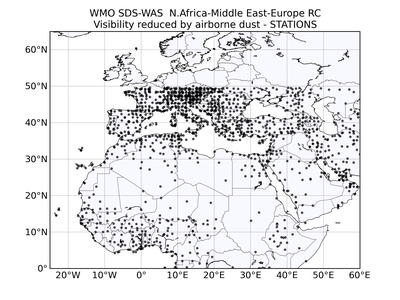 WMO SDS-WAS N.Africa-Middle East-Europe RC
Visibility reduced by airborne dust - STATIONS
60°N
50°N
40°N
30°N
20°N
10°N
0°
20°W
10°W
0°
10°E
20°E
30°E
40°E
50°E
60°E